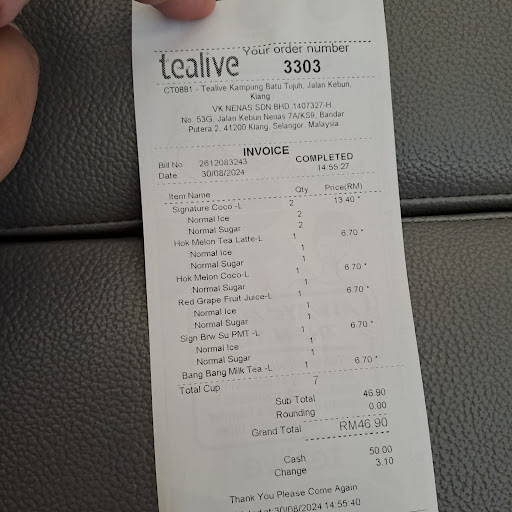 tealive
Your order number
3303
CT0881 - Tealive Kampung Batu Tujuh, Jalan Kebun,
Klang
VK NENAS SDN BHD 1407327-H
No. 53G, Jalan Kebun Nenas 7A/KS9, Bandar
Putera 2, 41200 Klang, Selangor, Malaysia
INVOICE
Bill No 2612083243 COMPLETED
Date 30/08/2024 14:55:27
Item Name Qty Price(RM)
Signature Coco -L 2 13.40 *
Normal Ice 2
Normal Sugar 2
Hok Melon Tea Latte-L 1 6.70 *
Normal Ice 1
Normal Sugar 1
Hok Melon Coco-L 1 6.70 *
Normal Sugar 1
Red Grape Fruit Juice-L 1 6.70 *
Normal Ice 1
Normal Sugar 1
Sign Brw Su PMT -L 1 6.70 *
Normal Ice 1
Normal Sugar 1
Bang Bang Milk Tea -L 1 6.70 *
Total Cup 7
Sub Total 46.90
Rounding 0.00
Grand Total RM46.90
Cash 50.00
Change 3.10
Thank You Please Come Again
at 30/08/2024 14:55:40